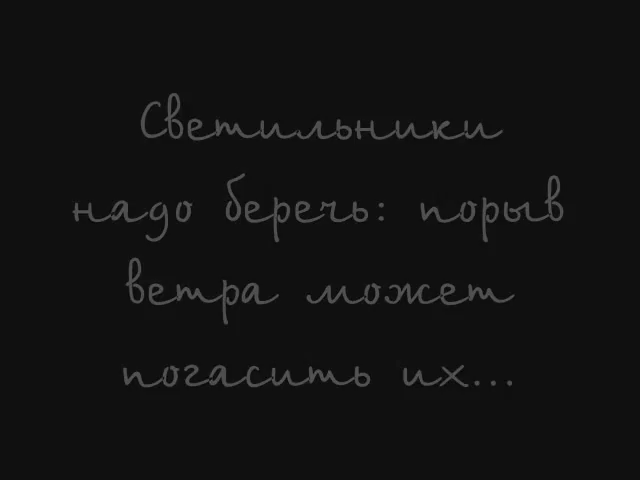 Светильники
надо беречь: порыв
ветра может
погасить их...